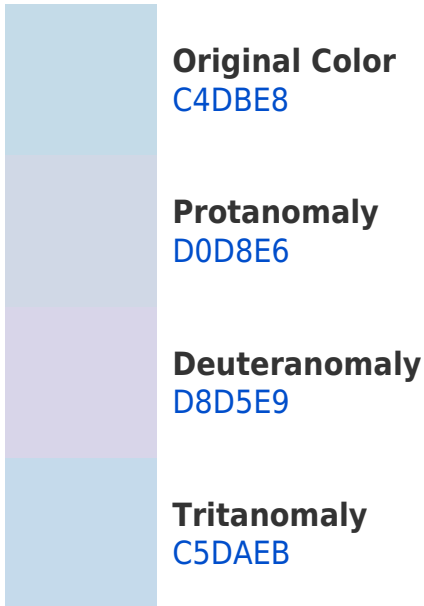 Original Color
C4DBE8
Protanomaly
D0D8E6
Deuteranomaly
D8D5E9
Tritanomaly
C5DAEB